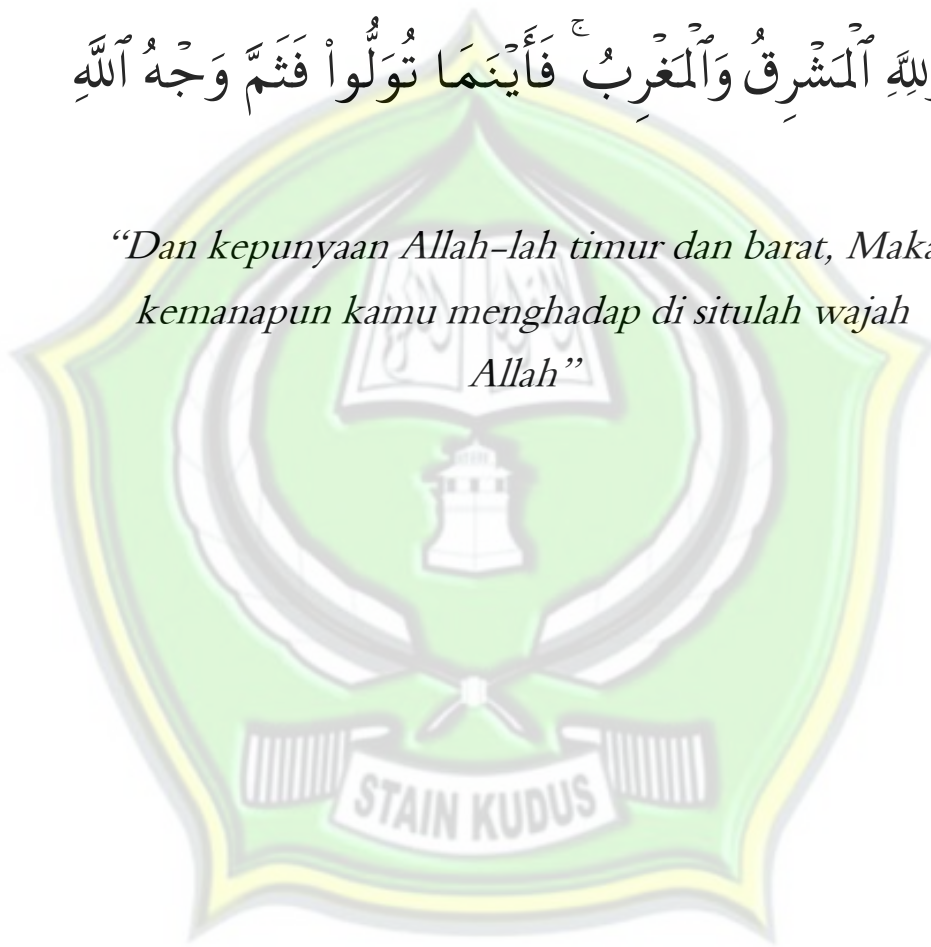 وَلِلَّهِ ٱلْمَشْرِقُ وَٱلْمَغْرِبُ ۚ فَأَيْنَمَا تُوَلُّوا۟ فَثَمَّ وَجْهُ ٱللَّهِ
“Dan kepunyaan Allah-lah timur dan barat, Maka
kemanapun kamu menghadap di situlah wajah
Allah”
STAIN KUDUS